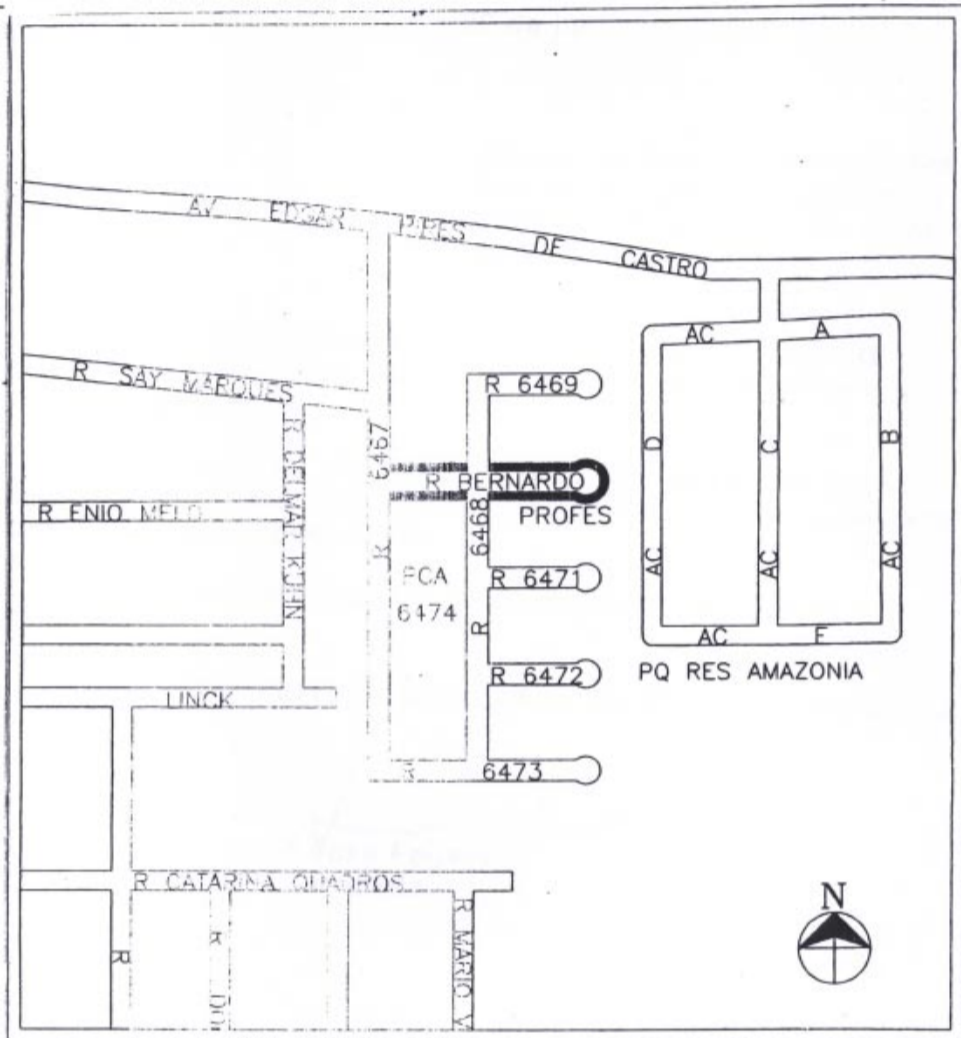 AV EDGAR PIRES DE CASTRO
AC A
R SAY MARQUES
R 6469
R 6467
R DELMAR KUHN
D
C
B
R BERNARDO
PROFES
R ENIO MELO
R 6468
PCA
6474
R 6471
AC
AC
AC
R 6472
AC
PQ RES AMAZONIA
LINCK
R 6473
R CATARINA QUADROS
N
R
R
R MARIO V